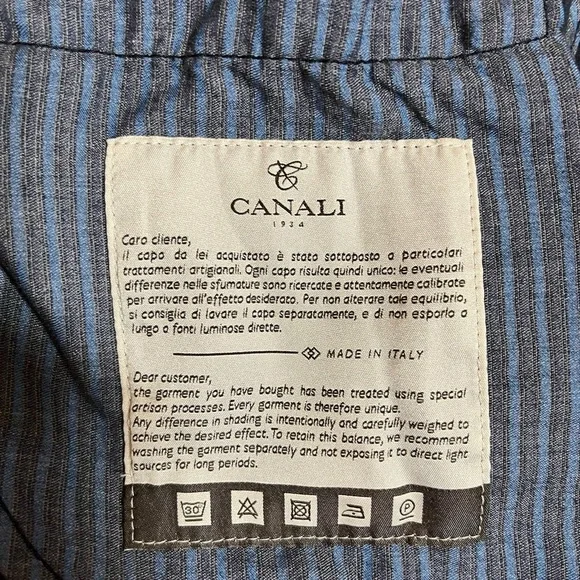 CANALI
1934
Caro cliente,
il capo da lei acquistato è stato sottoposto a particolari
trattamenti artigianali. Ogni capo risulta quindi unico: le eventuali
differenze nelle sfumature sono ricercate e attentamente calibrate
per arrivare all'effetto desiderato. Per non alterare tale equilibrio,
si consiglia di lavare il capo separatamente, e di non esporlo a
lungo a fonti luminose dirette.
MADE IN ITALY
Dear customer,
the garment you have bought has been treated using special
artisan processes. Every garment is therefore unique.
Any difference in shading is intentionally and carefully weighed to
achieve the desired effect. To retain this balance, we recommend
washing the garment separately and not exposing it to direct light
sources for long periods.
30° P